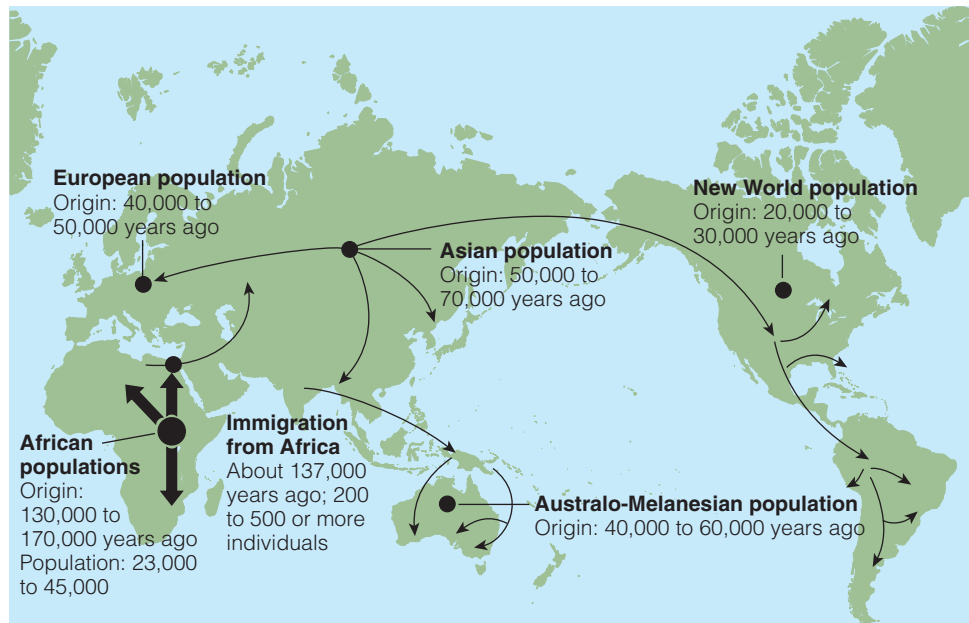 European population
Origin: 40,000 to
50,000 years ago
New World population
Origin: 20,000 to
30,000 years ago
Asian population
Origin: 50,000 to
70,000 years ago
African
populations
Origin:
130,000 to
170,000 years ago
Population: 23,000
to 45,000
Immigration
from Africa
About 137,000
years ago; 200
to 500 or more
individuals
Australo-Melanesian population
Origin: 40,000 to 60,000 years ago